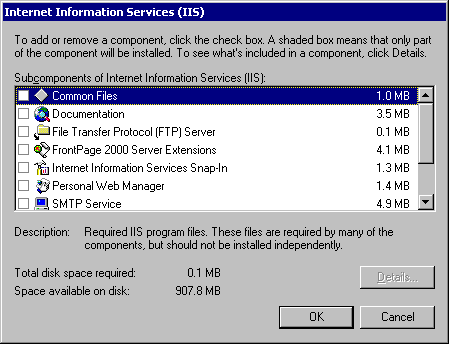 Internet Information Services (IIS)
To add or remove a component, click the check box. A shaded box means that only part
of the component will be installed. To see what's included in a component, click Details.
Subcomponents of Internet Information Services (IIS):
Common Files 1.0 MB
Documentation 3.5 MB
File Transfer Protocol (FTP) Server 0.1 MB
FrontPage 2000 Server Extensions 4.1 MB
Internet Information Services Snap-In 1.3 MB
Personal Web Manager 1.4 MB
SMTP Service 4.9 MB
Description: Required IIS program files. These files are required by many of the
components, but should not be installed independently.
Total disk space required: 0.1 MB
Space available on disk: 907.8 MB
Details...
OK Cancel